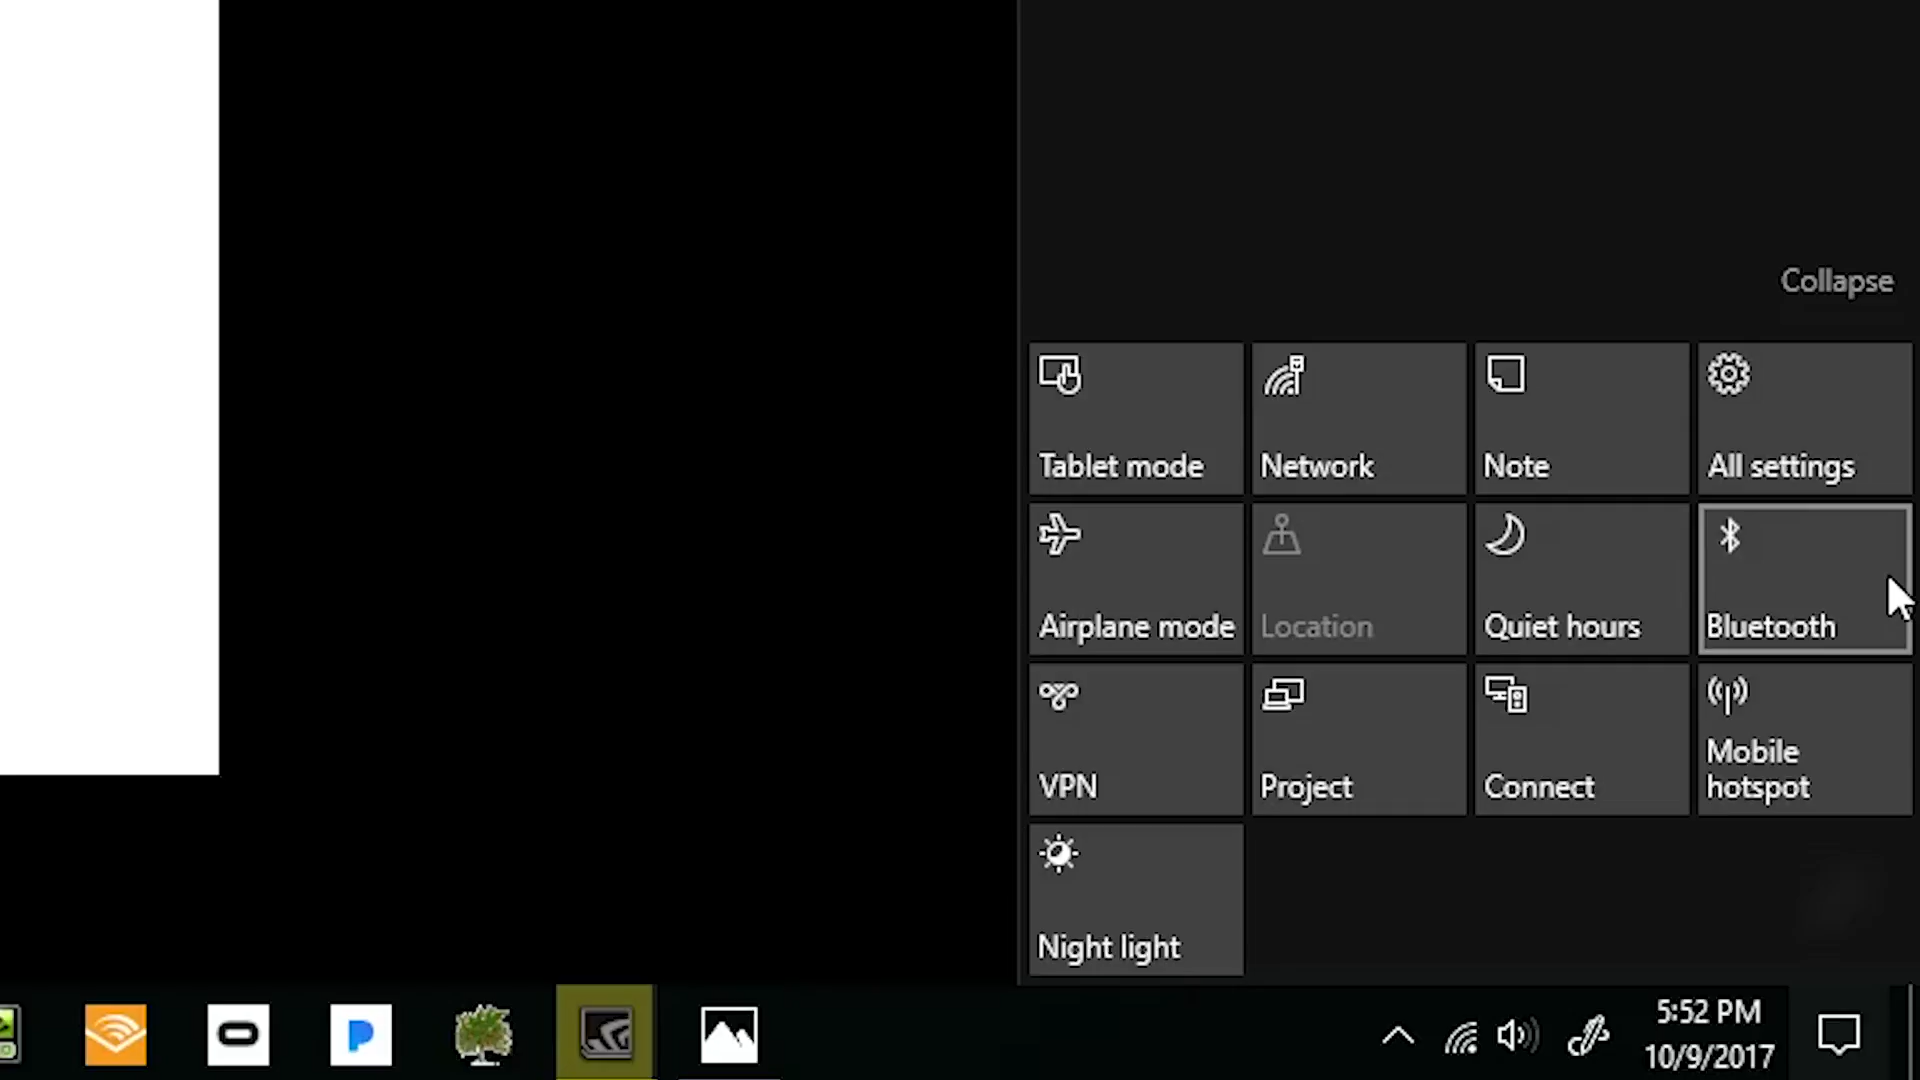 Collapse
Tablet mode
Network
Note
All settings
Airplane mode
Location
Quiet hours
Bluetooth
VPN
Project
Connect
Mobile
hotspot
Night light
5:52 PM
10/9/2017